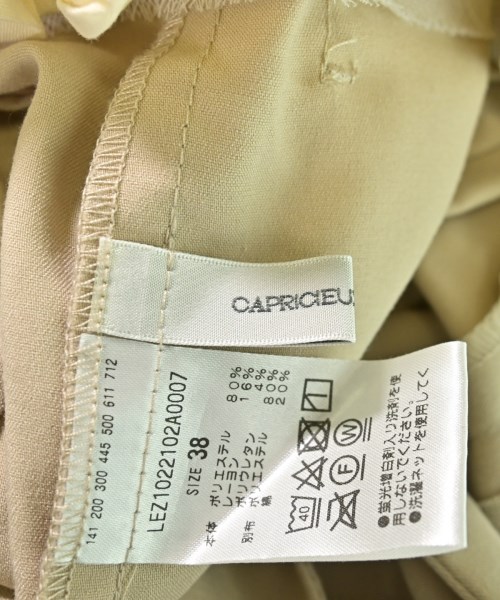 CAPRICIEU
141 200 300 445 500 611 712
LEZ1022102A0007
SIZE 38
本体 ポリエステル 80%
レーヨン 16%
ポリウレタン 4%
別布 ポリエステル 80%
綿 20%
40 F W
●蛍光増白剤入り洗剤を使
用しないでください。
●洗濯ネットを使用してく